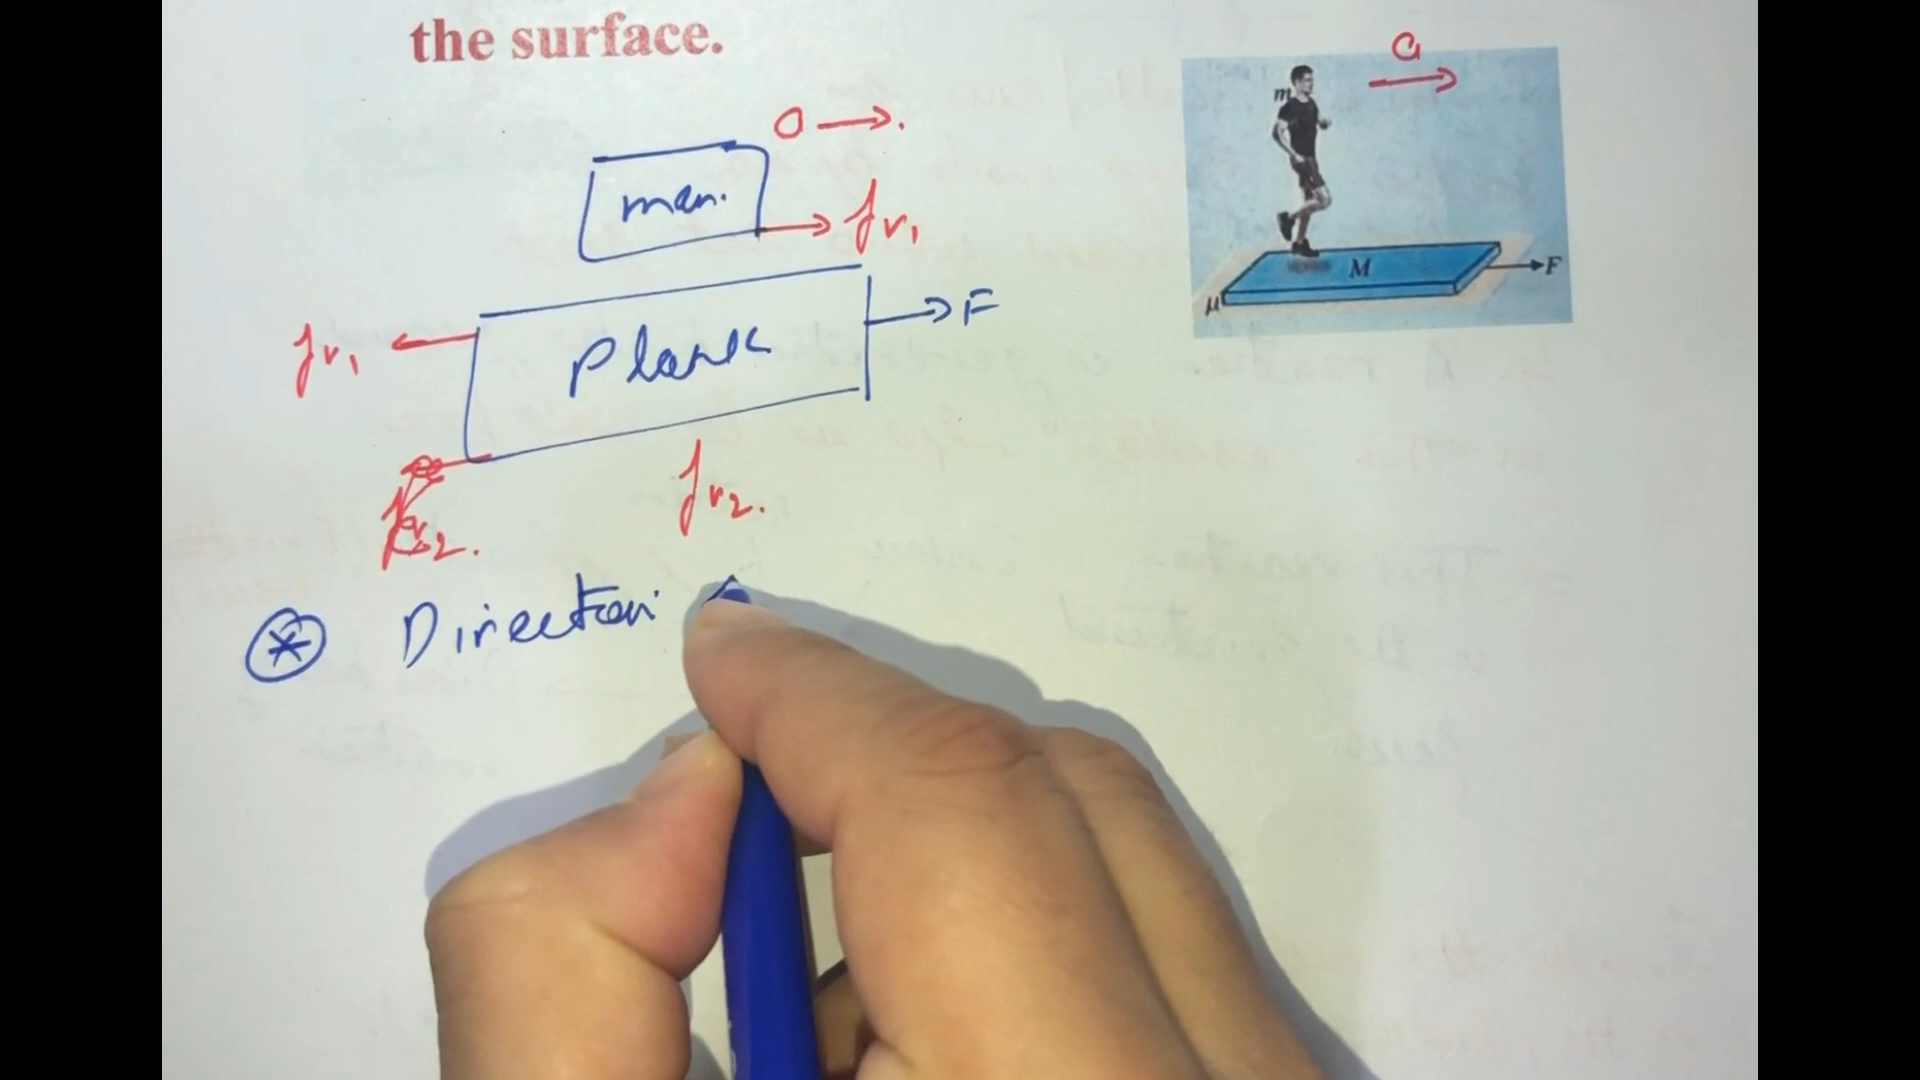 the surface.
a
m
M
F
μ
a
man.
fr1
fr1
Plank
F
fr2.
fr2.
* Direction